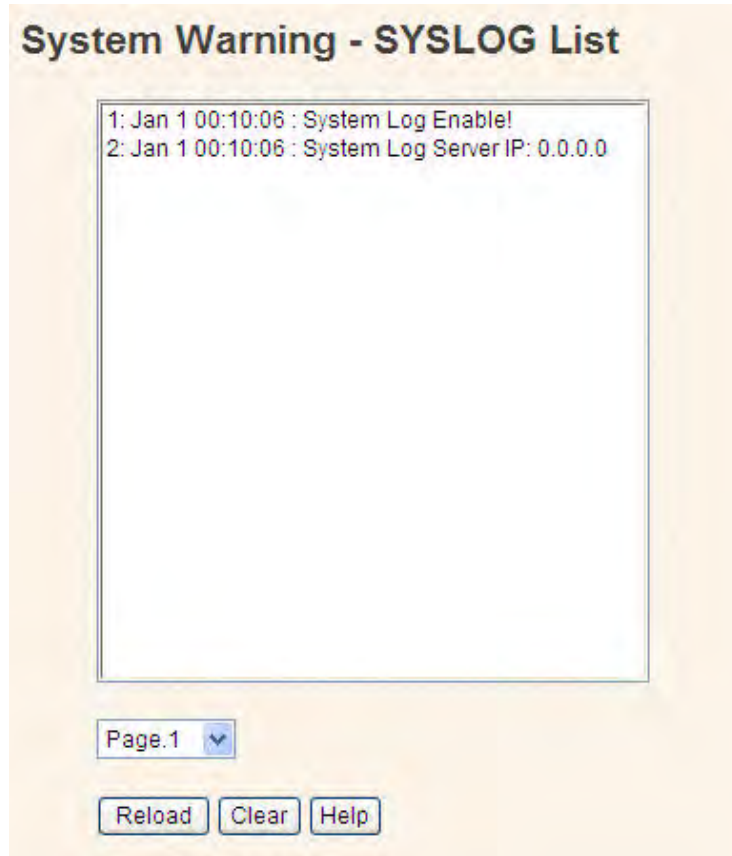 System Warning - SYSLOG List
1: Jan 1 00:10:06 : System Log Enable!
2: Jan 1 00:10:06 : System Log Server IP: 0.0.0.0
Page.1
Reload Clear Help